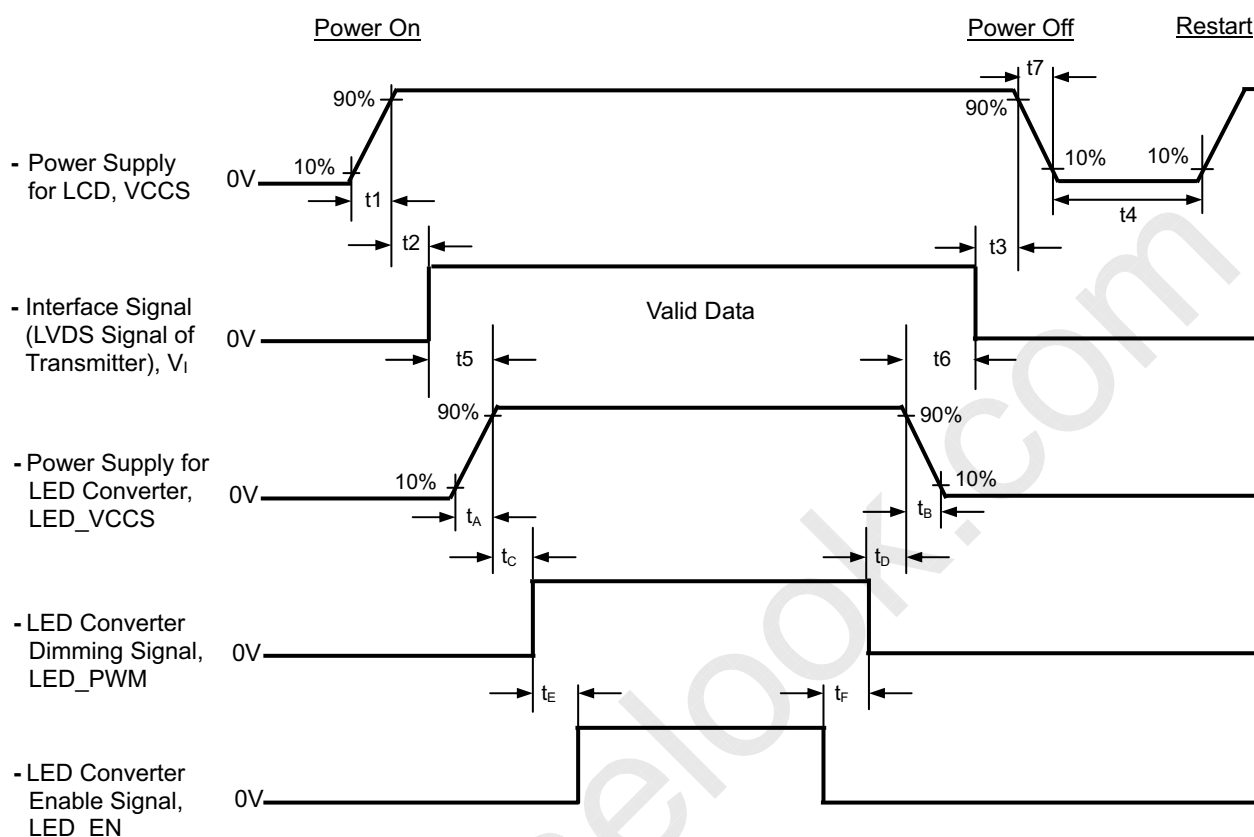 Power On
Power Off
Restart
t7
90%
90%
10%
10%
10%
- Power Supply
for LCD, VCCS
0V
t1
t4
t2
t3
- Interface Signal
(LVDS Signal of
Transmitter), VI
0V
Valid Data
t5
t6
90%
90%
- Power Supply for
LED Converter,
LED_VCCS
0V
10%
10%
tA
tB
tC
tD
- LED Converter
Dimming Signal,
LED_PWM
0V
tE
tF
- LED Converter
Enable Signal,
LED_EN
0V
elook.com